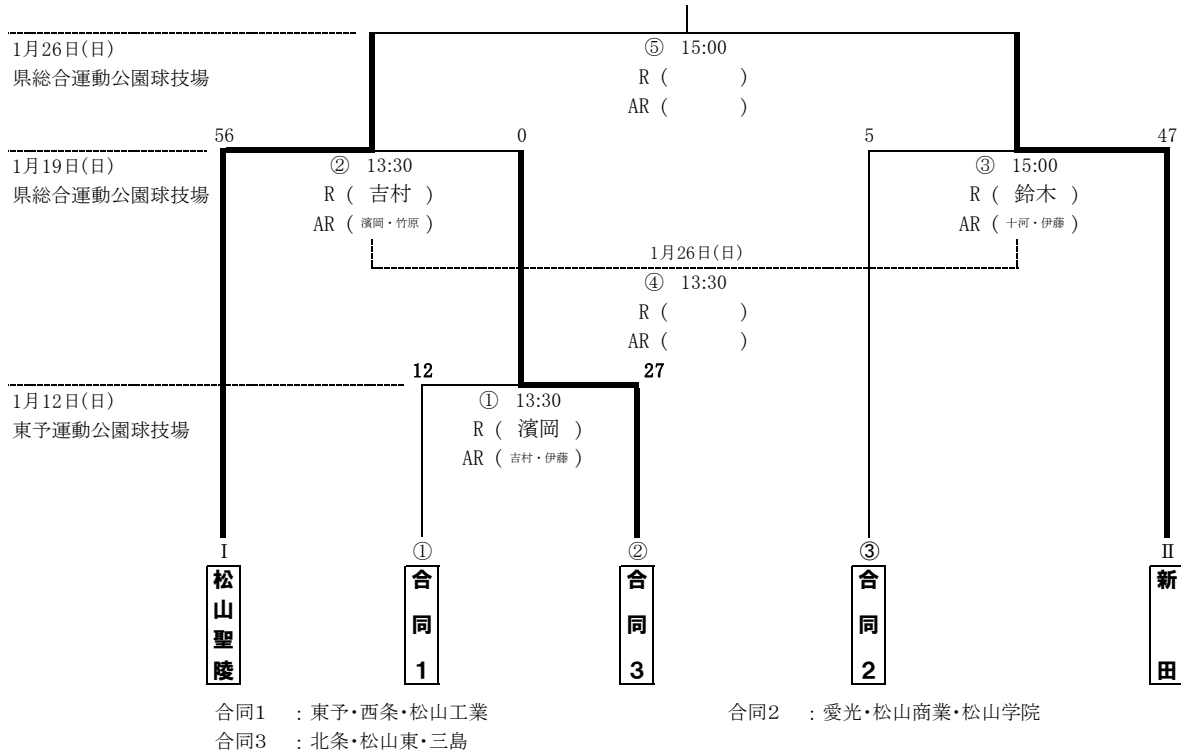 1月26日(日)
県総合運動公園球技場
⑤ 15:00
R ( )
AR ( )
56
0
5
47
1月19日(日)
県総合運動公園球技場
② 13:30
R ( 吉村 )
AR ( 濱岡・竹原 )
③ 15:00
R ( 鈴木 )
AR ( 十河・伊藤 )
1月26日(日)
④ 13:30
R ( )
AR ( )
12
27
1月12日(日)
東予運動公園球技場
① 13:30
R ( 濱岡 )
AR ( 吉村・伊藤 )
Ⅰ
①
②
③
Ⅱ
松山聖陵
合同1
合同3
合同2
新田
合同1 : 東予・西条・松山工業
合同2 : 愛光・松山商業・松山学院
合同3 : 北条・松山東・三島